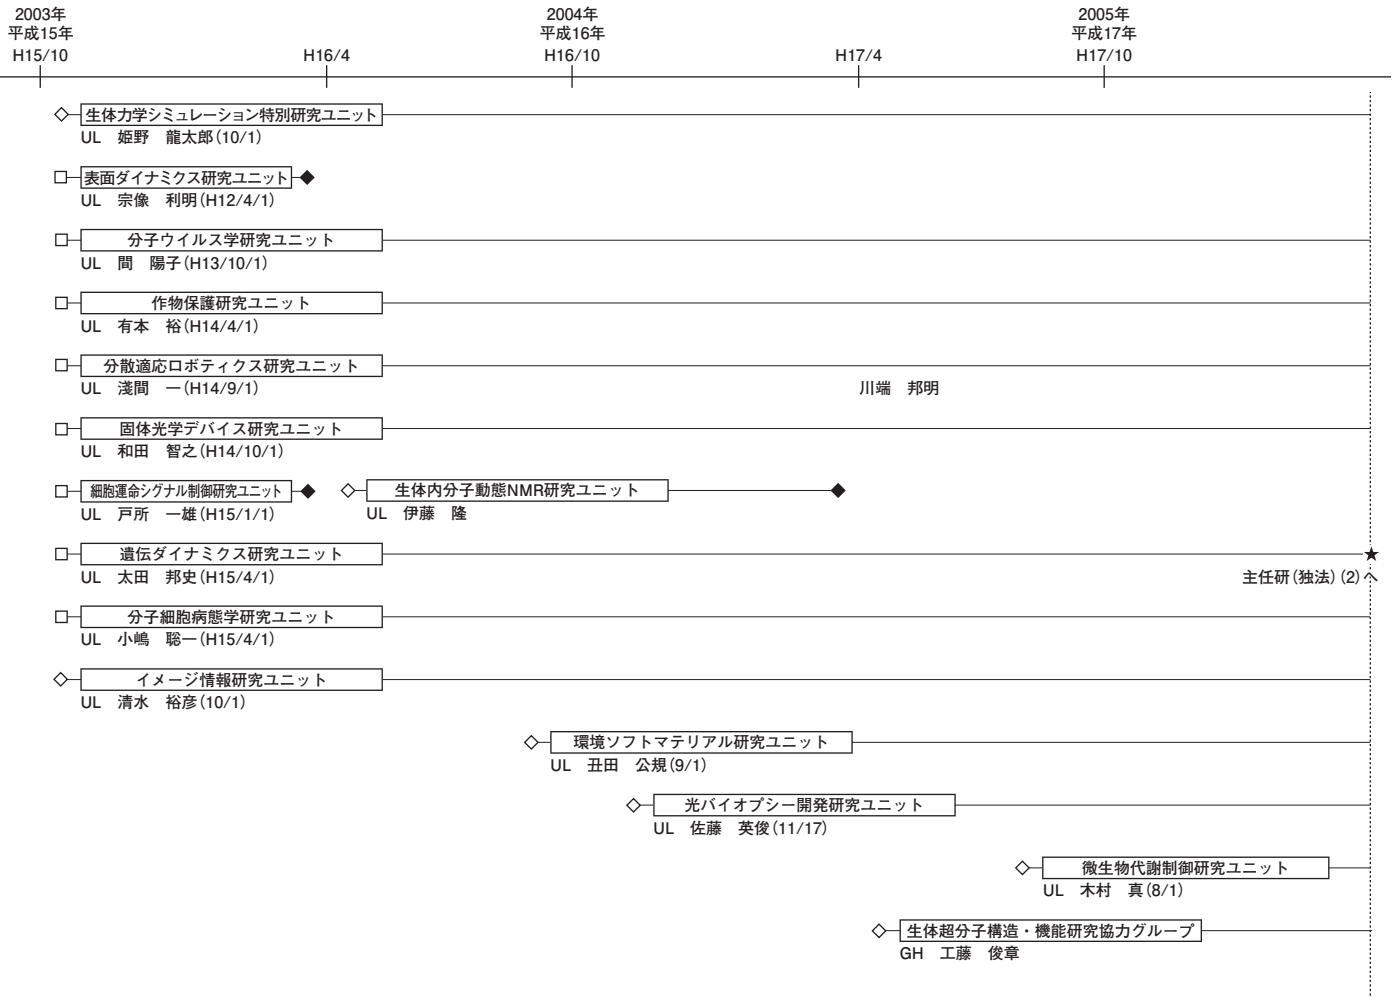 2003年
平成15年
H15/10
H16/4
2004年
平成16年
H16/10
H17/4
2005年
平成17年
H17/10
生体力学シミュレーション特別研究ユニット
UL 姫野 龍太郎(10/1)
表面ダイナミクス研究ユニット
UL 宗像 利明(H12/4/1)
分子ウイルス学研究ユニット
UL 間 陽子(H13/10/1)
作物保護研究ユニット
UL 有本 裕(H14/4/1)
分散適応ロボティクス研究ユニット
UL 淺間 一(H14/9/1)
川端 邦明
固体光学デバイス研究ユニット
UL 和田 智之(H14/10/1)
細胞運命シグナル制御研究ユニット
UL 戸所 一雄(H15/1/1)
生体内分子動態NMR研究ユニット
UL 伊藤 隆
遺伝ダイナミクス研究ユニット
UL 太田 邦史(H15/4/1)
主任研(独法)(2)へ
分子細胞病態学研究ユニット
UL 小嶋 聡一(H15/4/1)
イメージ情報研究ユニット
UL 清水 裕彦(10/1)
環境ソフトマテリアル研究ユニット
UL 丑田 公規(9/1)
光バイオプシー開発研究ユニット
UL 佐藤 英俊(11/17)
微生物代謝制御研究ユニット
UL 木村 真(8/1)
生体超分子構造・機能研究協力グループ
GH 工藤 俊章